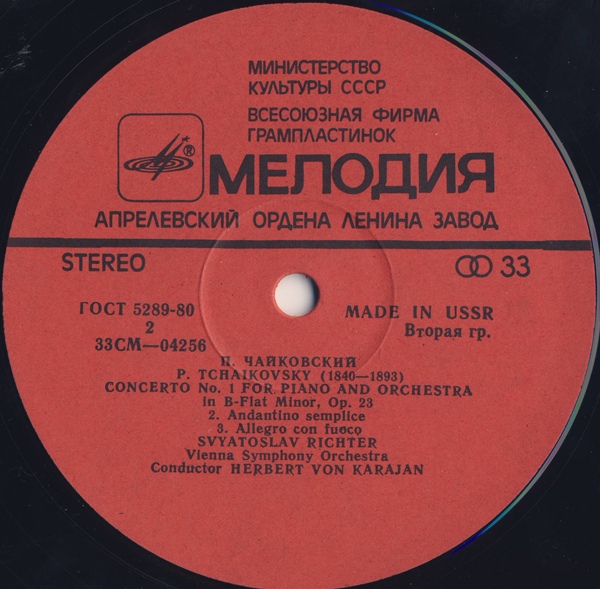 МИНИСТЕРСТВО
КУЛЬТУРЫ СССР
ВСЕСОЮЗНАЯ ФИРМА
ГРАМПЛАСТИНОК
®
МЕЛОДИЯ
АПРЕЛЕВСКИЙ ОРДЕНА ЛЕНИНА ЗАВОД
STEREO 33
ГОСТ 5289-80 MADE IN USSR
2 Вторая гр.
33СМ—04256
П. ЧАЙКОВСКИЙ
P. TCHAIKOVSKY (1840—1893)
CONCERTO No. 1 FOR PIANO AND ORCHESTRA
in B-Flat Minor, Op. 23
2. Andantino semplice
3. Allegro con fuoco
SVYATOSLAV RICHTER
Vienna Symphony Orchestra
Conductor HERBERT VON KARAJAN